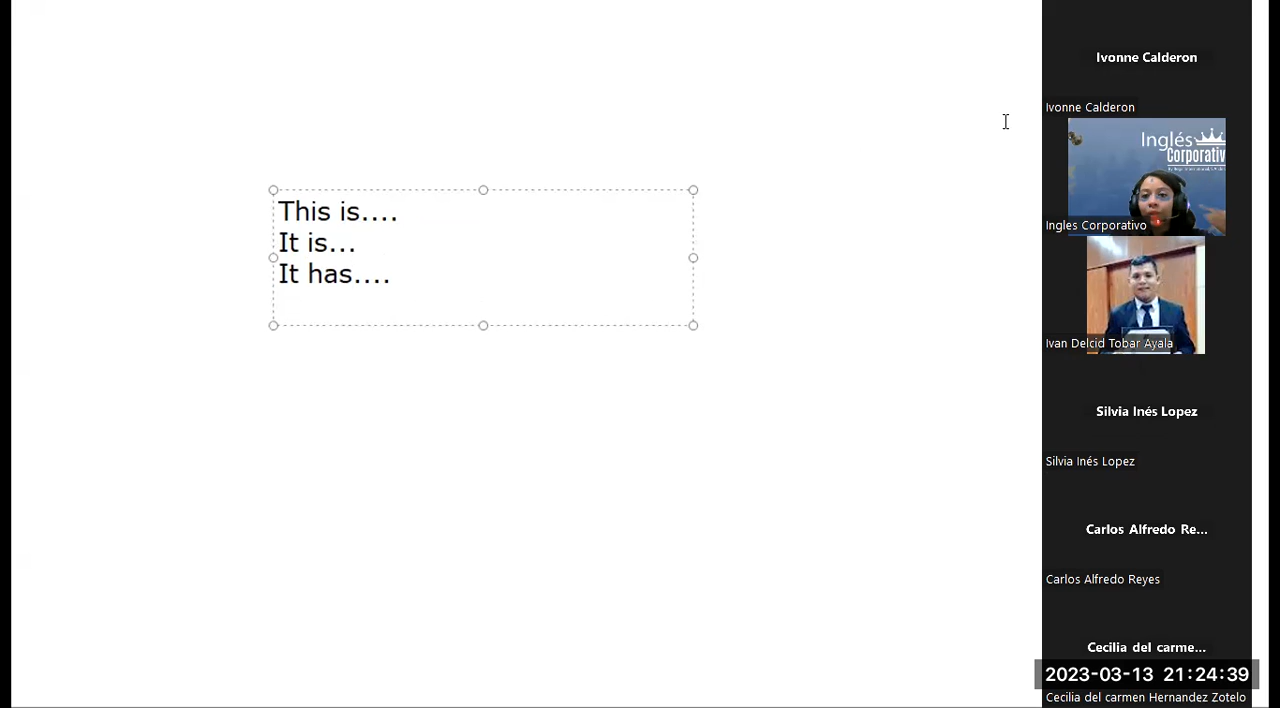 This is....
It is...
It has....
Ivonne Calderon
Ivonne Calderon
Inglés
Corporativ
Ingles Corporativo
Ivan Delcid Tobar Ayala
Silvia Inés Lopez
Silvia Inés Lopez
Carlos Alfredo Re...
Carlos Alfredo Reyes
Cecilia del carme...
2023-03-13 21:24:39
Cecilia del carmen Hernandez Zotelo